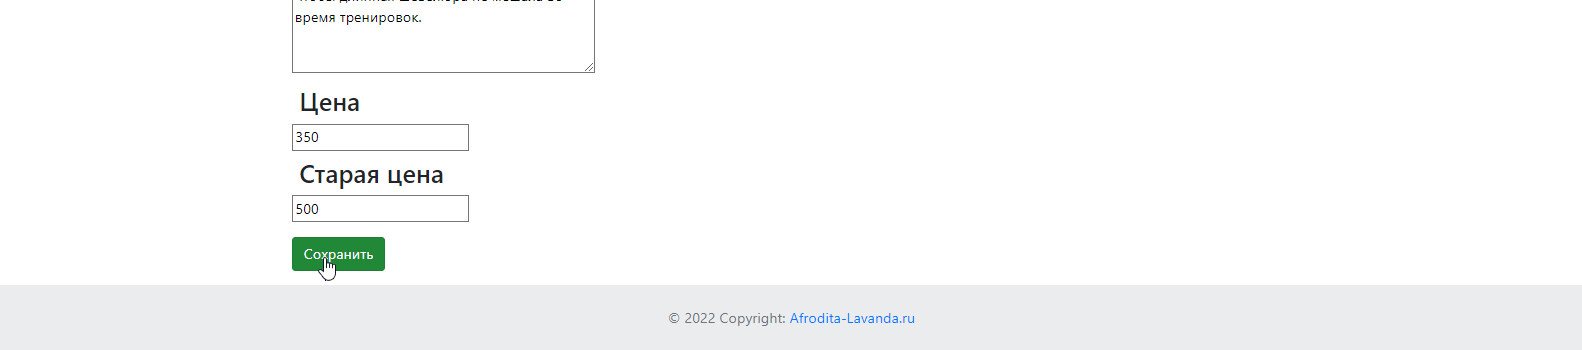 время тренировок.
Цена
350
Старая цена
500
Сохранить
© 2022 Copyright: Afrodita-Lavanda.ru